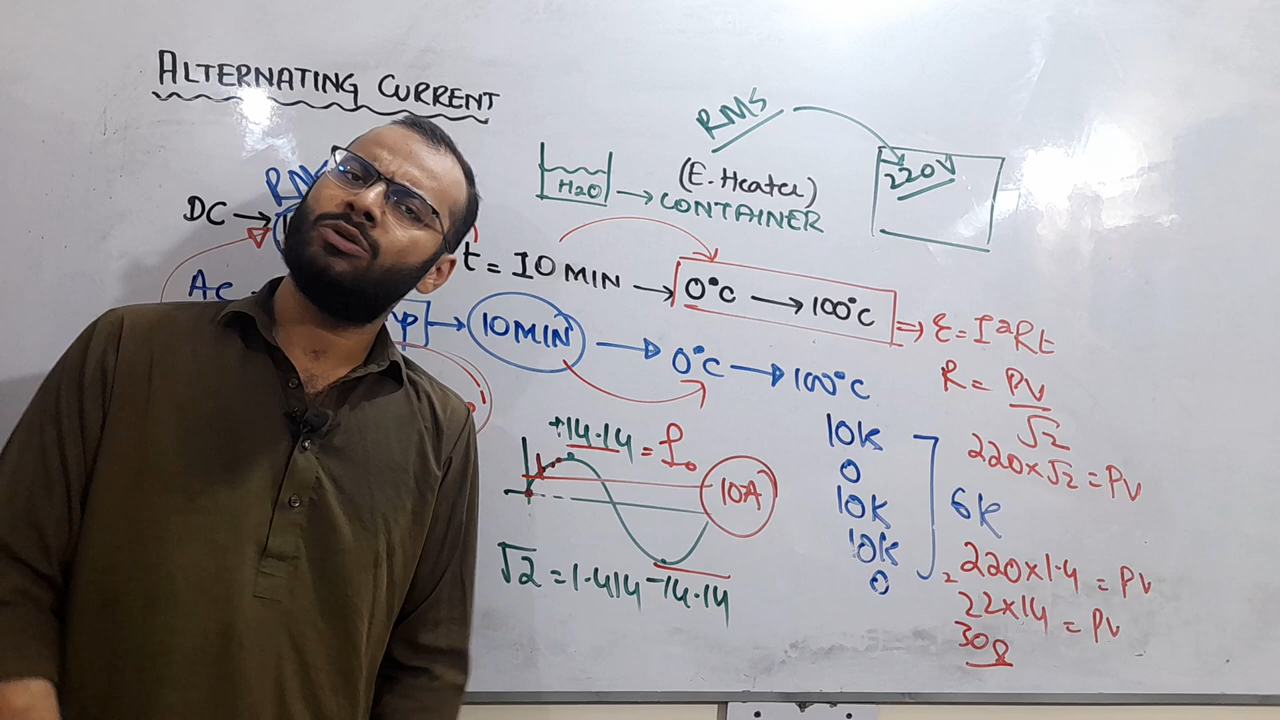 ALTERNATING CURRENT
RMS
220V
H2O → (E. Heater)
CONTAINER
DC →
t = 10 MIN → 0°C → 100°C ⇒ E = I²Rt
AC
10 MIN → 0°C → 100°C
R = PV/√2
220×√2 = PV
+14.14 = I₀
10A
√2 = 1.414
-14.14
10K
0
10K
10K
0
6K
220×1.4 = PV
22×14 = PV
308